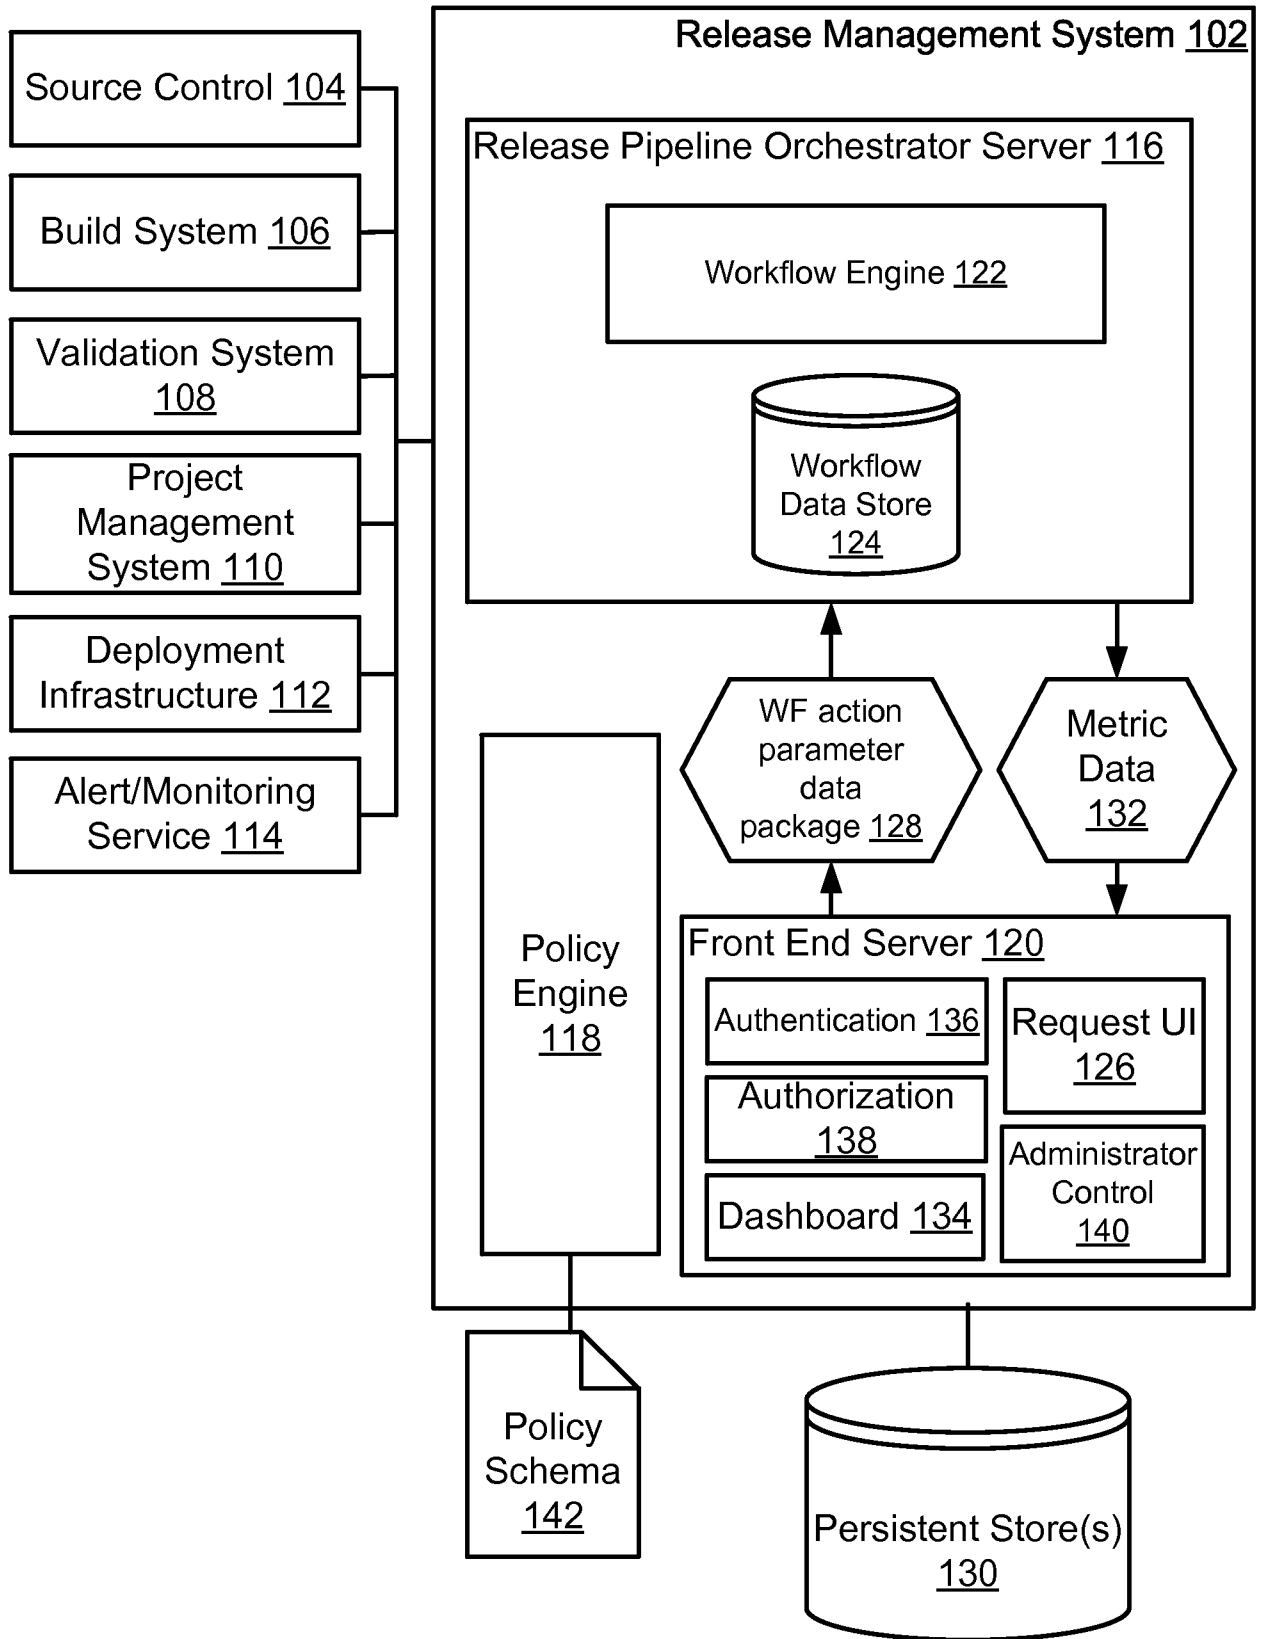 Release Management System 102
Source Control 104
Build System 106
Validation System
108
Project
Management
System 110
Deployment
Infrastructure 112
Alert/Monitoring
Service 114
Release Pipeline Orchestrator Server 116
Workflow Engine 122
Workflow
Data Store
124
WF action
parameter
data
package 128
Metric
Data
132
Policy
Engine
118
Front End Server 120
Authentication 136
Request UI
126
Authorization
138
Administrator
Control
140
Dashboard 134
Policy
Schema
142
Persistent Store(s)
130